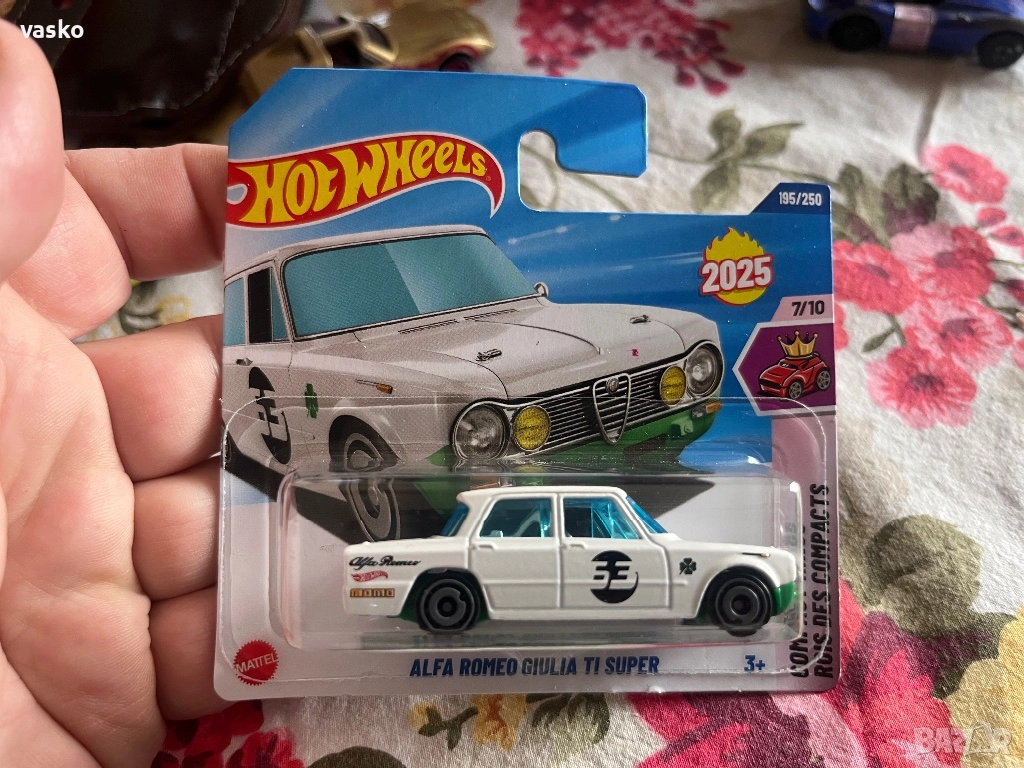 vasko
HOT WHEELS
195/250
2025
7/10
ROIS DES COMPACTS
Alfa Romeo
MATTEL
ALFA ROMEO GIULIA TI SUPER
3+
BAZAR